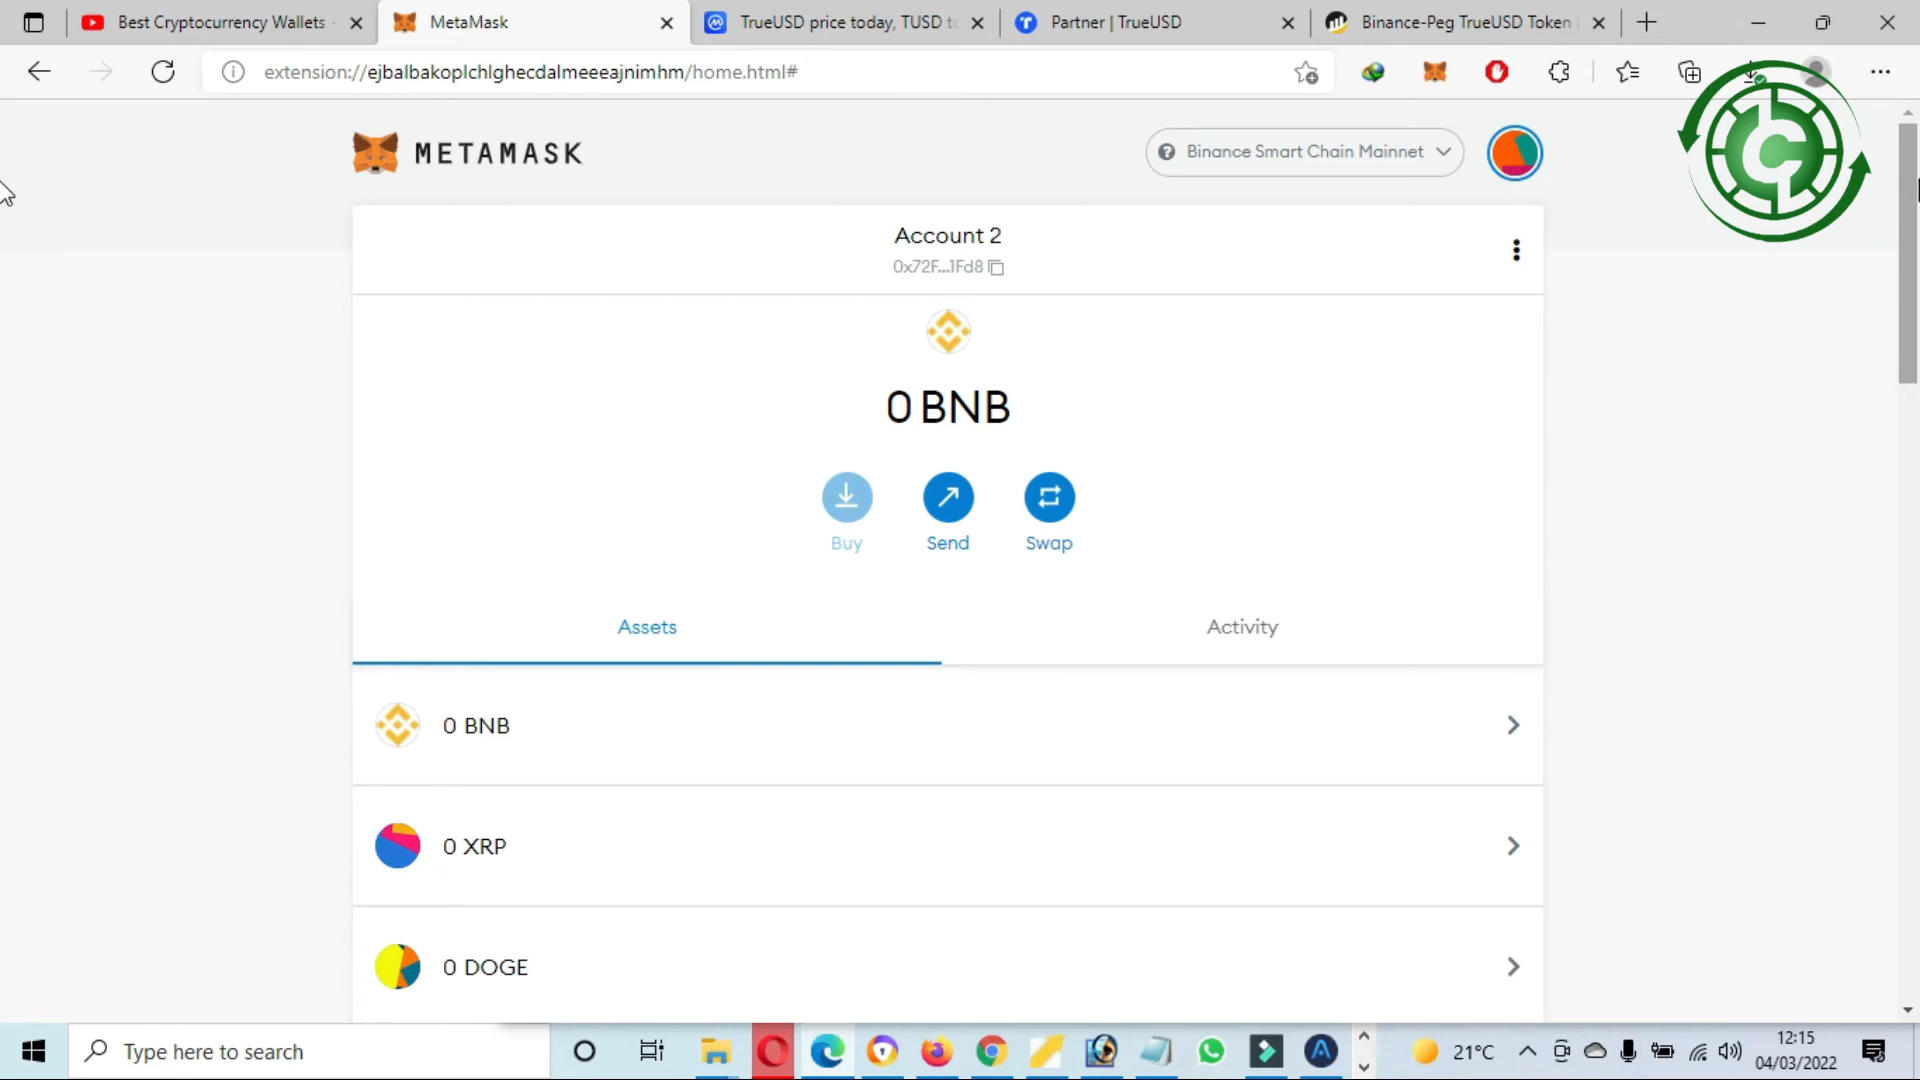 Best Cryptocurrency Wallets
MetaMask
TrueUSD price today, TUSD to
Partner | TrueUSD
Binance-Peg TrueUSD Token
extension://ejbalbakoplchlghecdalmeeeajnimhm/home.html#
METAMASK
Binance Smart Chain Mainnet
Account 2
0x72F...1Fd8
0 BNB
Buy
Send
Swap
Assets
Activity
0 BNB
0 XRP
0 DOGE
Type here to search
21°C
12:15
04/03/2022